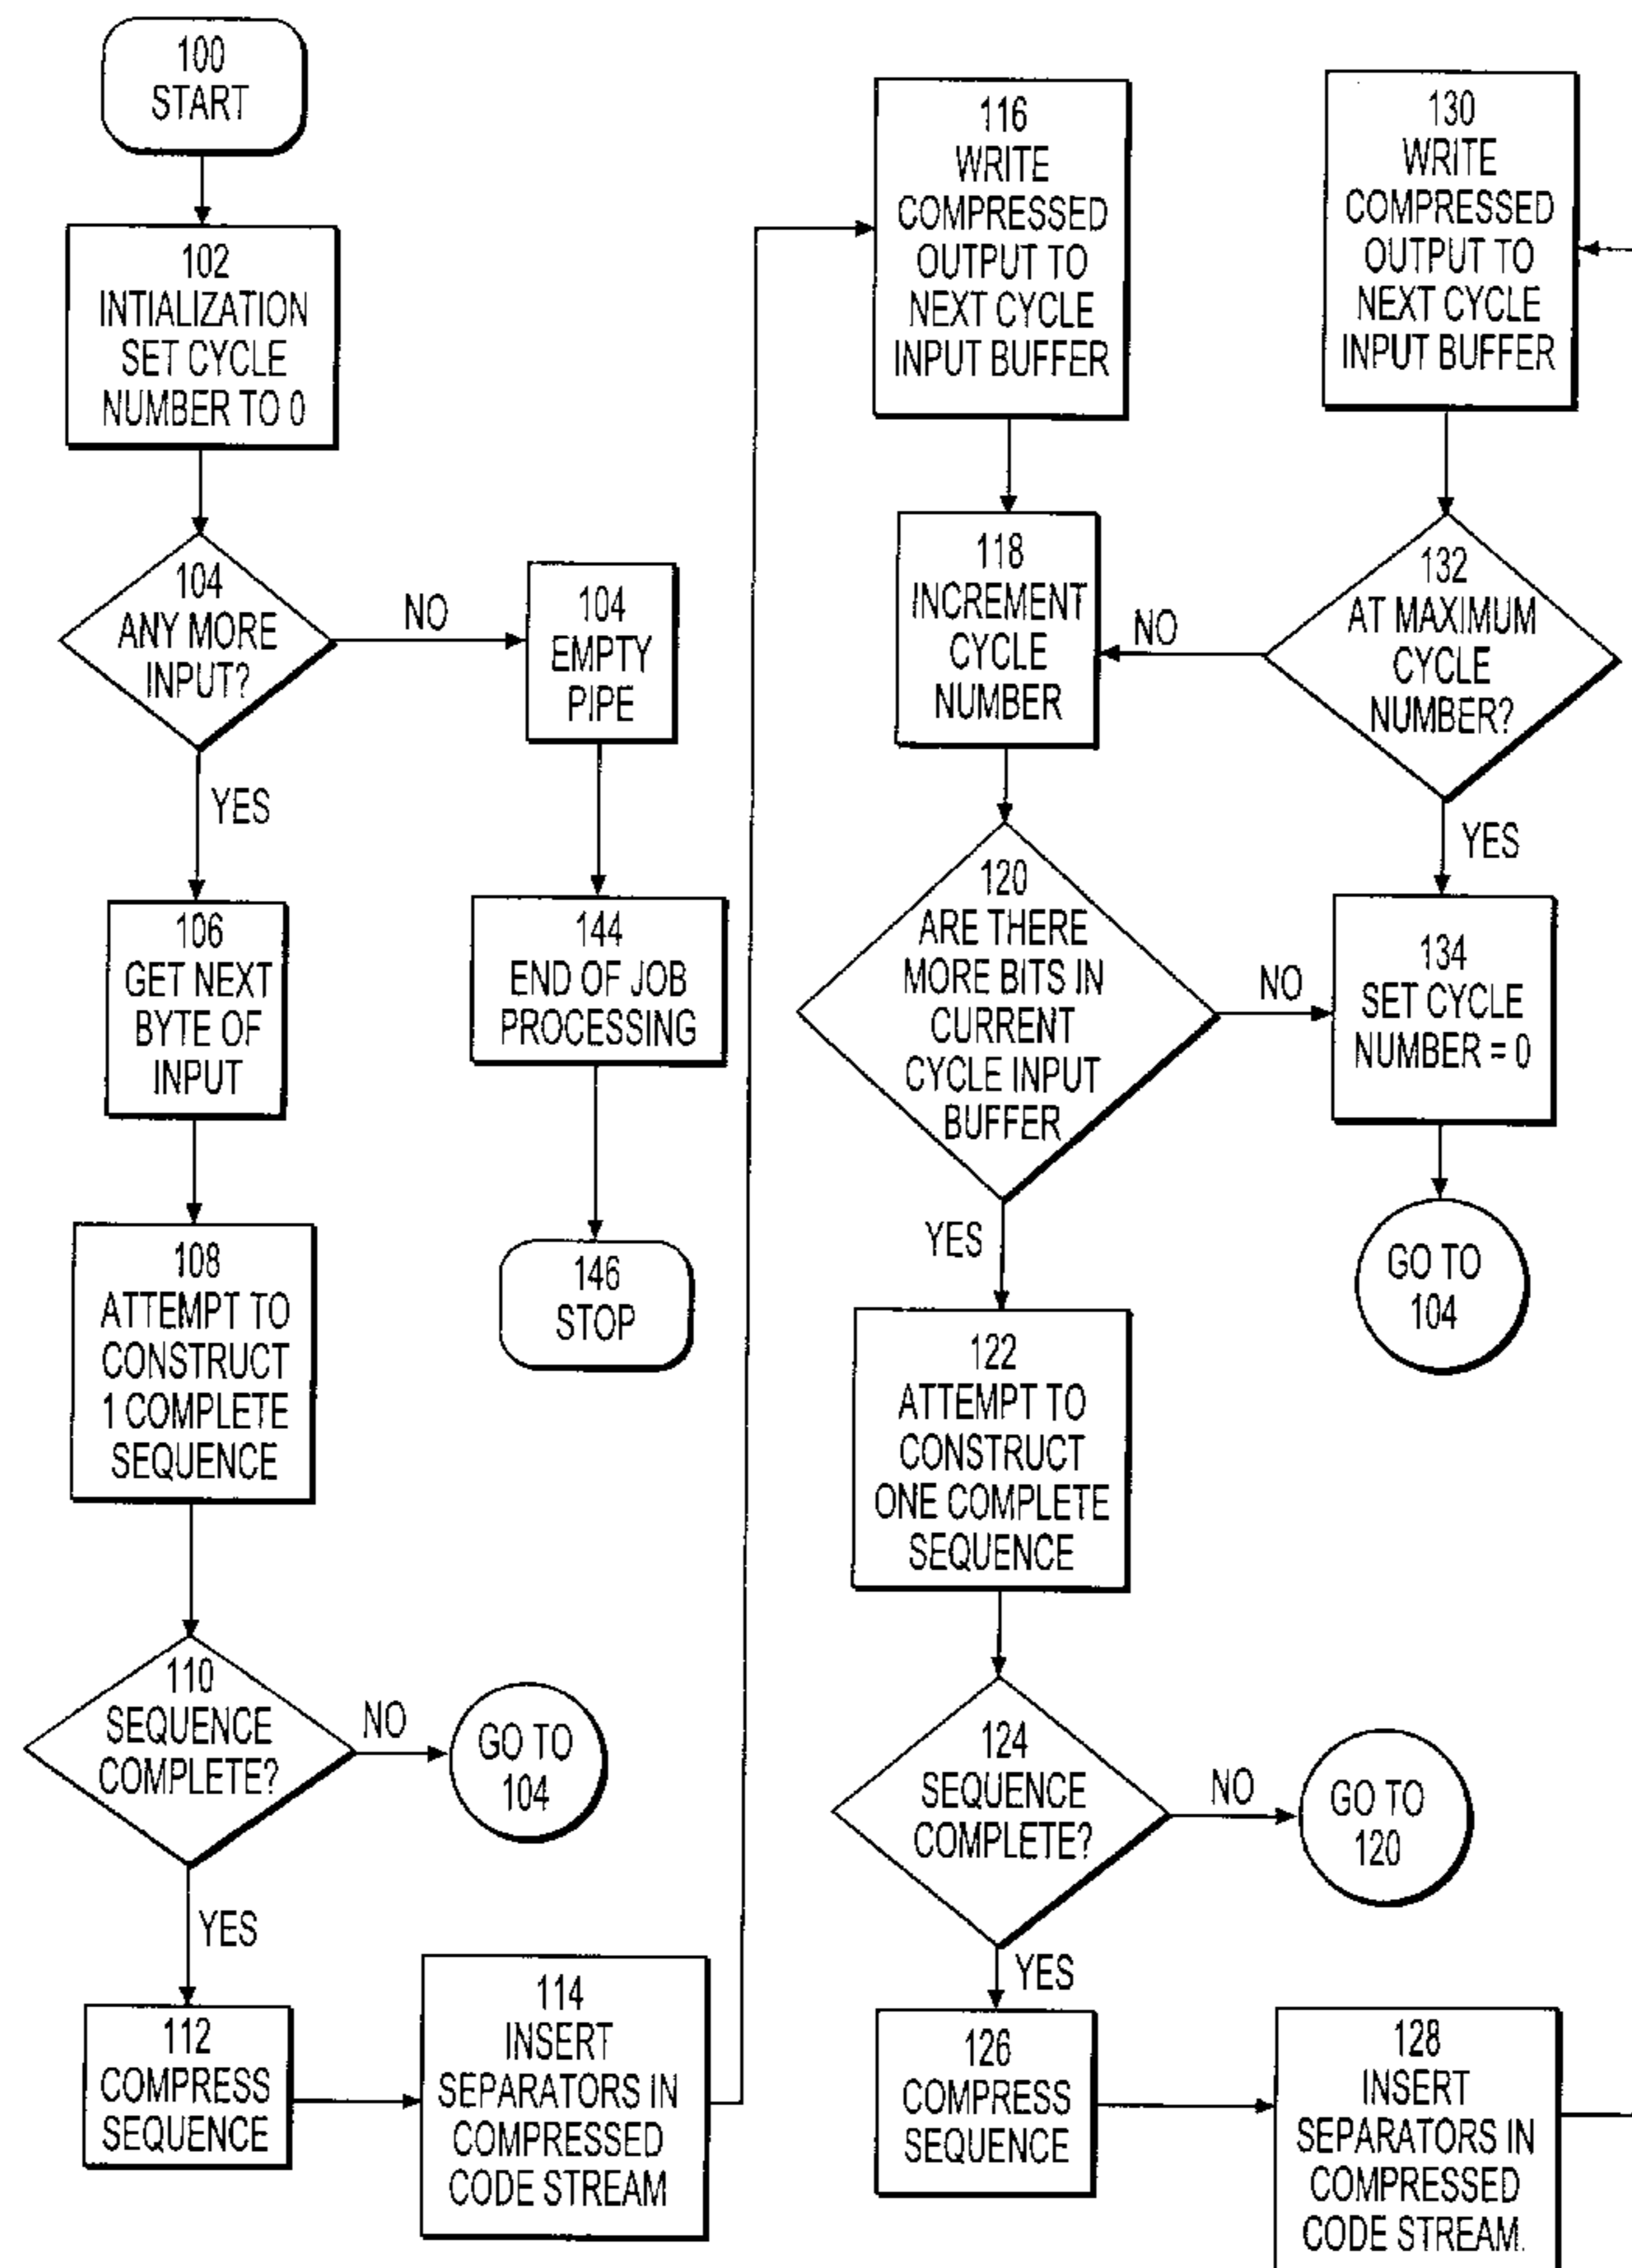 100
START
102
INTIALIZATION
SET CYCLE
NUMBER TO 0
104
ANY MORE
INPUT?
NO
104
EMPTY
PIPE
YES
106
GET NEXT
BYTE OF
INPUT
144
END OF JOB
PROCESSING
146
STOP
108
ATTEMPT TO
CONSTRUCT
1 COMPLETE
SEQUENCE
110
SEQUENCE
COMPLETE?
NO
GO TO
104
YES
112
COMPRESS
SEQUENCE
114
INSERT
SEPARATORS IN
COMPRESSED
CODE STREAM
116
WRITE
COMPRESSED
OUTPUT TO
NEXT CYCLE
INPUT BUFFER
118
INCREMENT
CYCLE
NUMBER
120
ARE THERE
MORE BITS IN
CURRENT
CYCLE INPUT
BUFFER
NO
YES
122
ATTEMPT TO
CONSTRUCT
ONE COMPLETE
SEQUENCE
124
SEQUENCE
COMPLETE?
NO
GO TO
120
YES
126
COMPRESS
SEQUENCE
128
INSERT
SEPARATORS IN
COMPRESSED
CODE STREAM.
130
WRITE
COMPRESSED
OUTPUT TO
NEXT CYCLE
INPUT BUFFER
132
AT MAXIMUM
CYCLE
NUMBER?
NO
YES
134
SET CYCLE
NUMBER = 0
GO TO
104